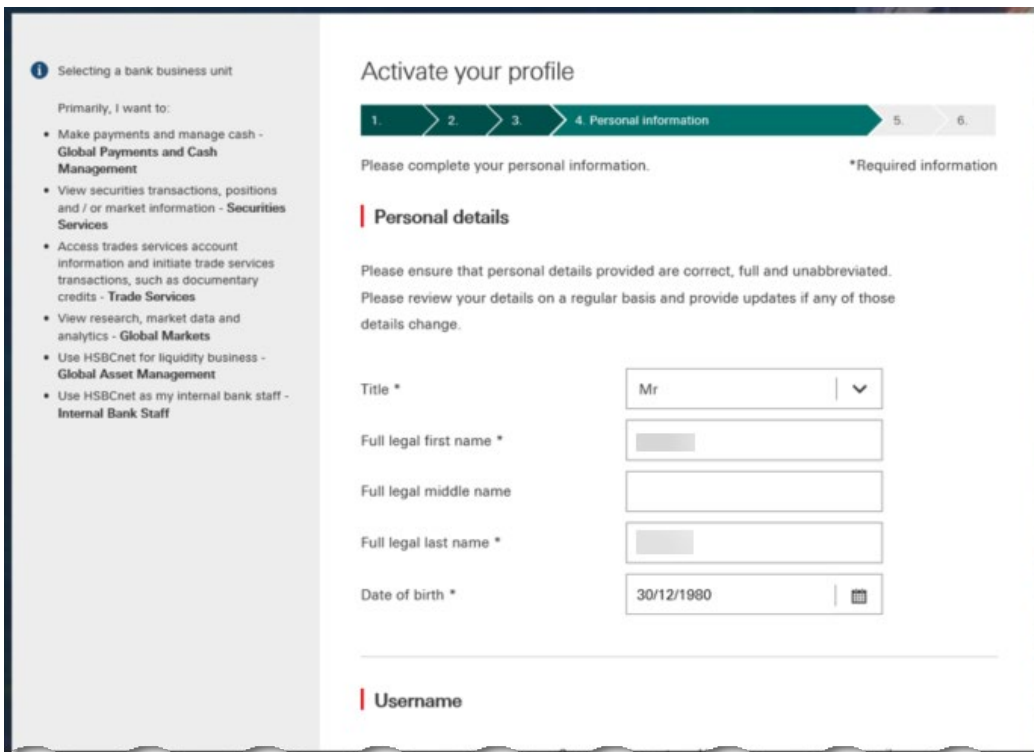 Selecting a bank business unit
Primarily, I want to:
• Make payments and manage cash -
Global Payments and Cash
Management
• View securities transactions, positions
and / or market information - Securities
Services
• Access trades services account
information and initiate trade services
transactions, such as documentary
credits - Trade Services
• View research, market data and
analytics - Global Markets
• Use HSBCnet for liquidity business -
Global Asset Management
• Use HSBCnet as my internal bank staff -
Internal Bank Staff
Activate your profile
1. 2. 3. 4. Personal information 5. 6.
Please complete your personal information. *Required information
Personal details
Please ensure that personal details provided are correct, full and unabbreviated.
Please review your details on a regular basis and provide updates if any of those
details change.
Title * Mr
Full legal first name *
Full legal middle name
Full legal last name *
Date of birth * 30/12/1980
Username